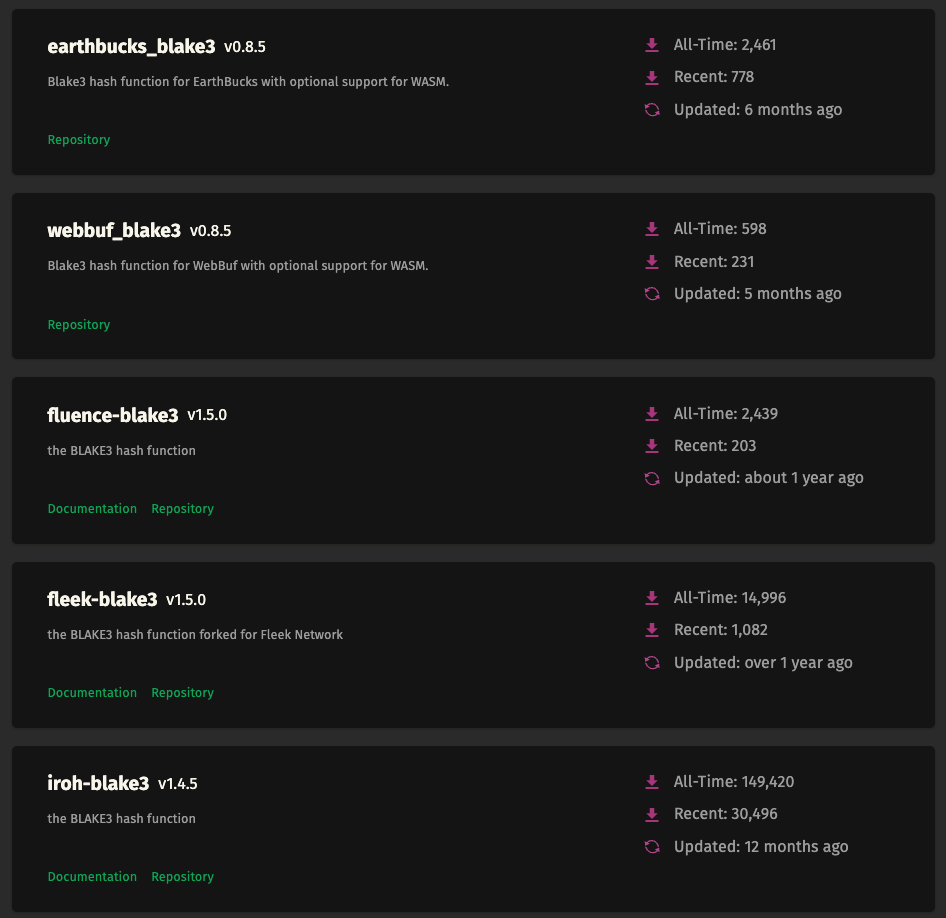 earthbucks_blake3 v0.8.5
All-Time: 2,461
Blake3 hash function for EarthBucks with optional support for WASM.
Recent: 778
Updated: 6 months ago
Repository
webbuf_blake3 v0.8.5
All-Time: 598
Blake3 hash function for WebBuf with optional support for WASM.
Recent: 231
Updated: 5 months ago
Repository
fluence-blake3 v1.5.0
All-Time: 2,439
the BLAKE3 hash function
Recent: 203
Updated: about 1 year ago
Documentation Repository
fleek-blake3 v1.5.0
All-Time: 14,996
the BLAKE3 hash function forked for Fleek Network
Recent: 1,082
Updated: over 1 year ago
Documentation Repository
iroh-blake3 v1.4.5
All-Time: 149,420
the BLAKE3 hash function
Recent: 30,496
Updated: 12 months ago
Documentation Repository